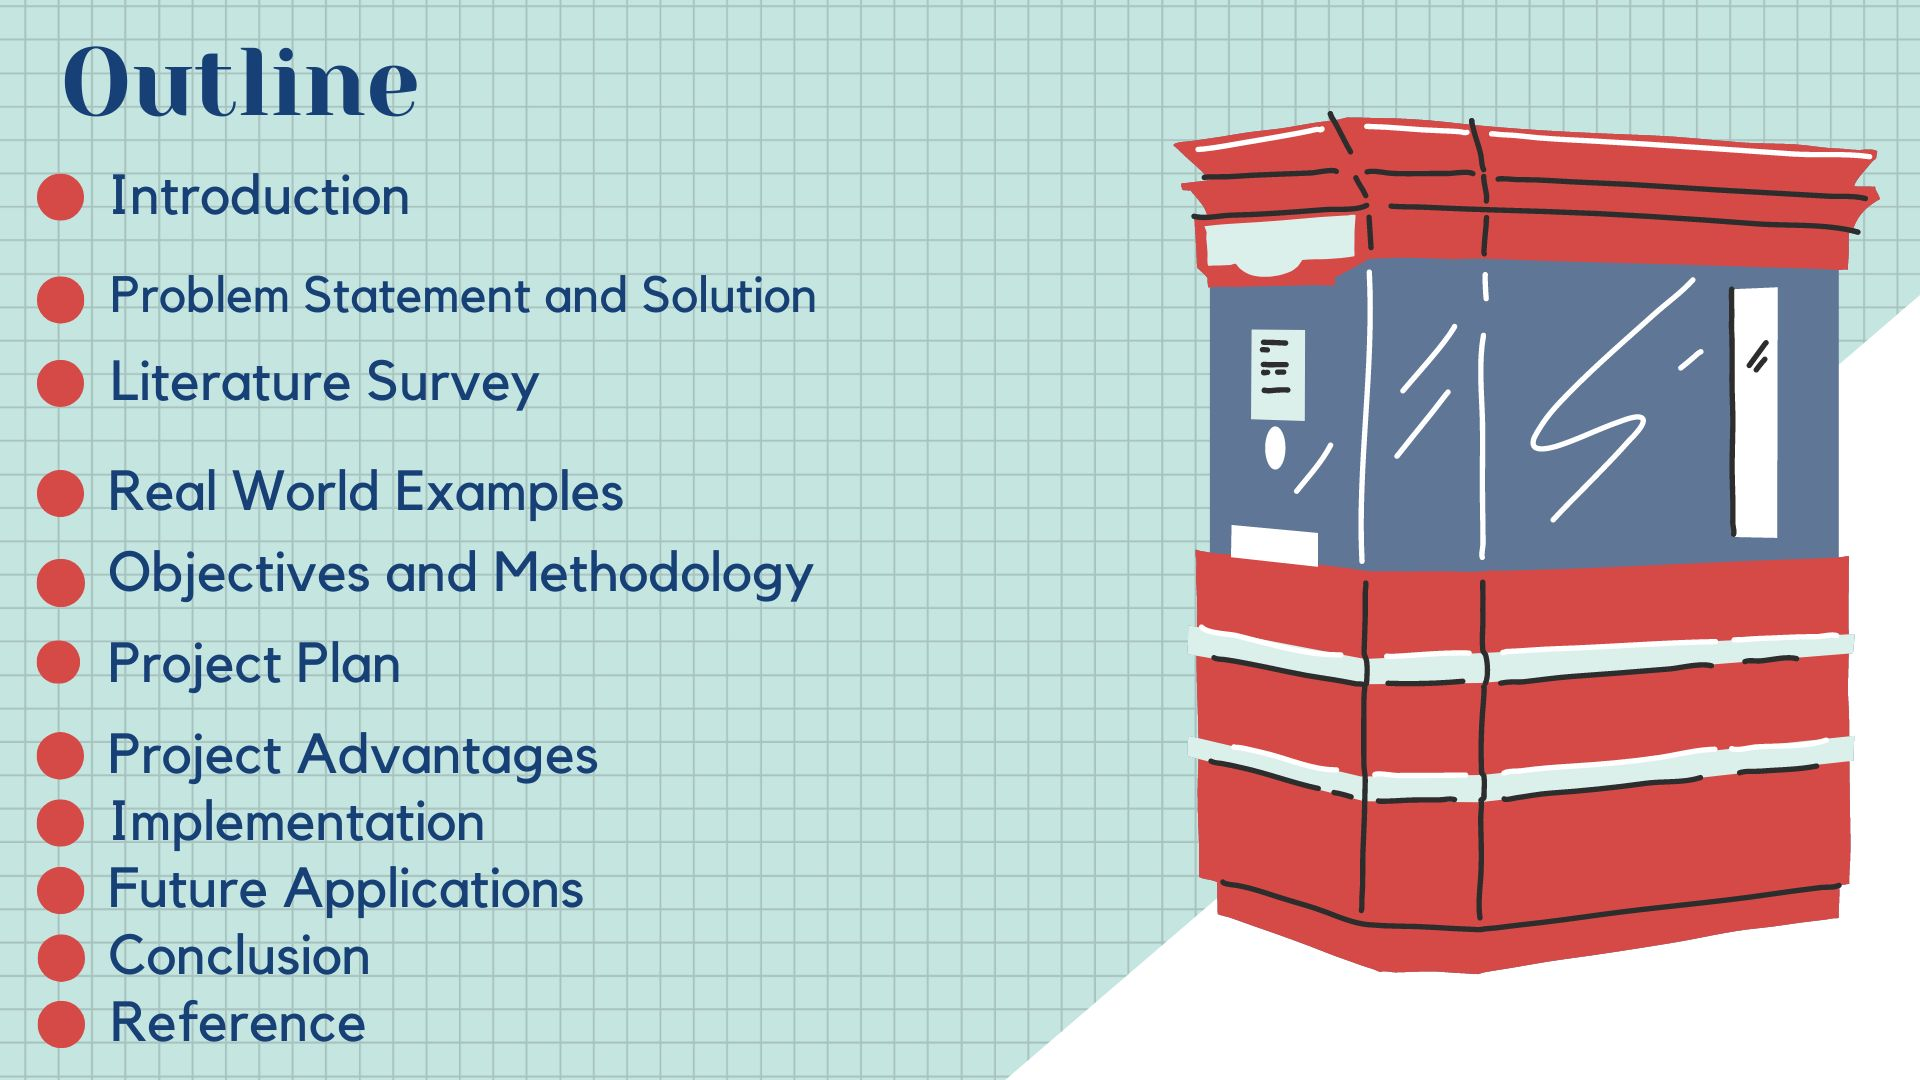 Outline
Introduction
Problem Statement and Solution
Literature Survey
Real World Examples
Objectives and Methodology
Project Plan
Project Advantages
Implementation
Future Applications
Conclusion
Reference